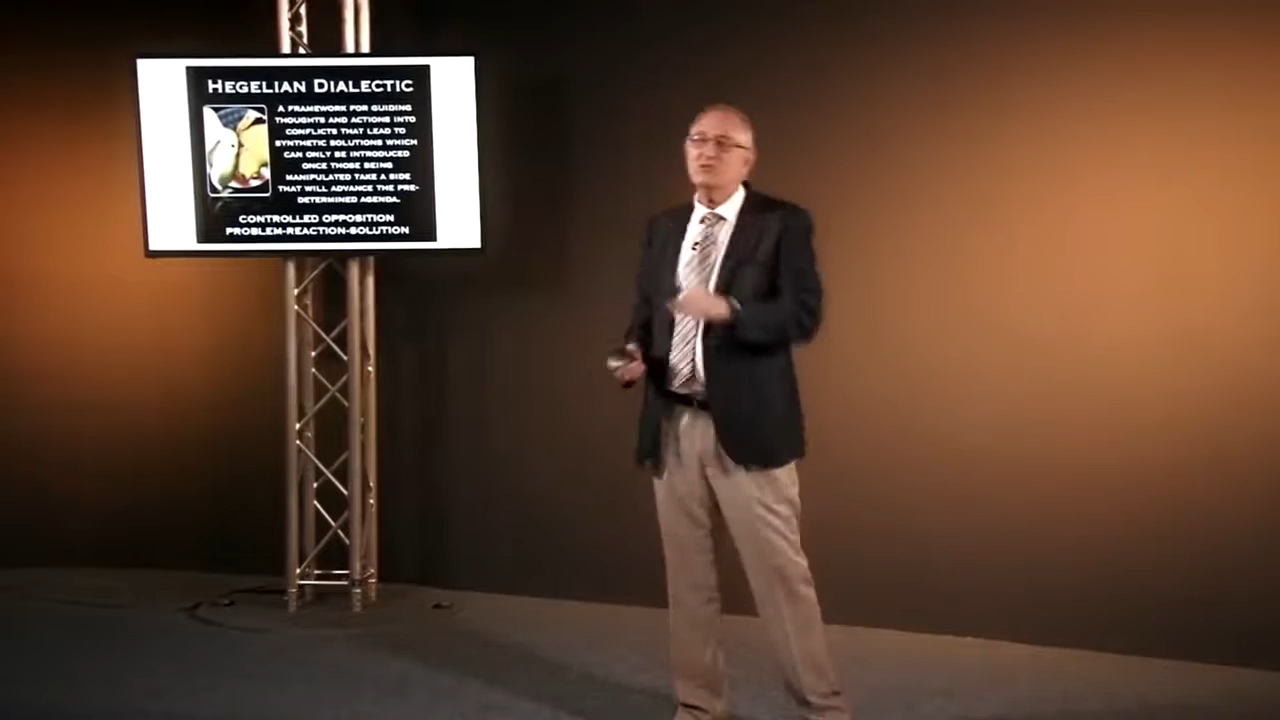 HEGELIAN DIALECTIC
A FRAMEWORK FOR GUIDING
THOUGHTS AND ACTIONS INTO
CONFLICTS THAT LEAD TO
SYNTHETIC SOLUTIONS WHICH
CAN ONLY BE INTRODUCED
ONCE THOSE BEING
MANIPULATED TAKE A SIDE
THAT WILL ADVANCE THE PRE-
DETERMINED AGENDA.
CONTROLLED OPPOSITION
PROBLEM-REACTION-SOLUTION